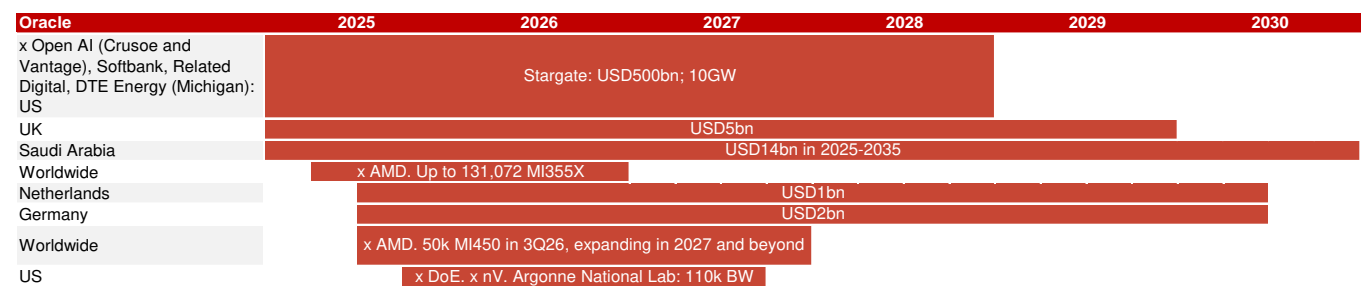 Oracle 2025 2026 2027 2028 2029 2030
x Open AI (Crusoe and
Vantage), Softbank, Related
Digital, DTE Energy (Michigan):
US
Stargate: USD500bn; 10GW
UK USD5bn
Saudi Arabia USD14bn in 2025-2035
Worldwide x AMD. Up to 131,072 MI355X
Netherlands USD1bn
Germany USD2bn
Worldwide x AMD. 50k MI450 in 3Q26, expanding in 2027 and beyond
US x DoE. x nV. Argonne National Lab: 110k BW